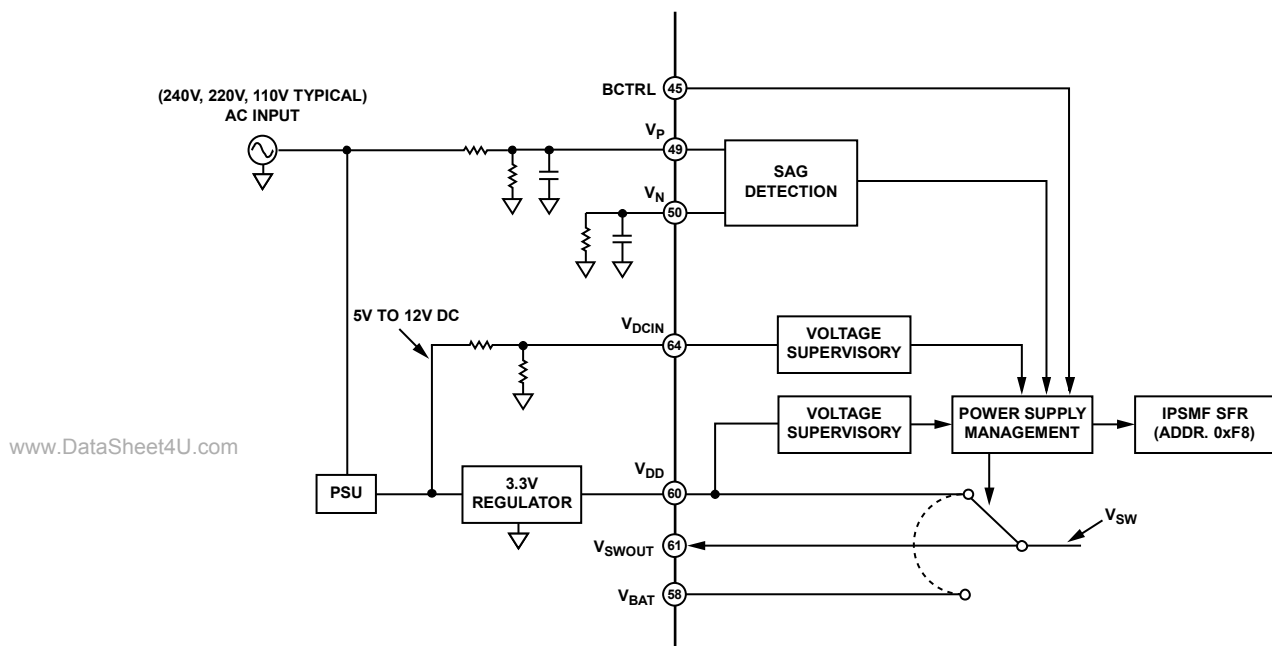 (240V, 220V, 110V TYPICAL)
AC INPUT
BCTRL
45
VP
49
SAG
DETECTION
VN
50
5V TO 12V DC
VDCIN
64
VOLTAGE
SUPERVISORY
VOLTAGE
SUPERVISORY
POWER SUPPLY
MANAGEMENT
IPSMF SFR
(ADDR. 0xF8)
www.DataSheet4U.com
PSU
3.3V
REGULATOR
VDD
60
VSWOUT
61
VSW
VBAT
58